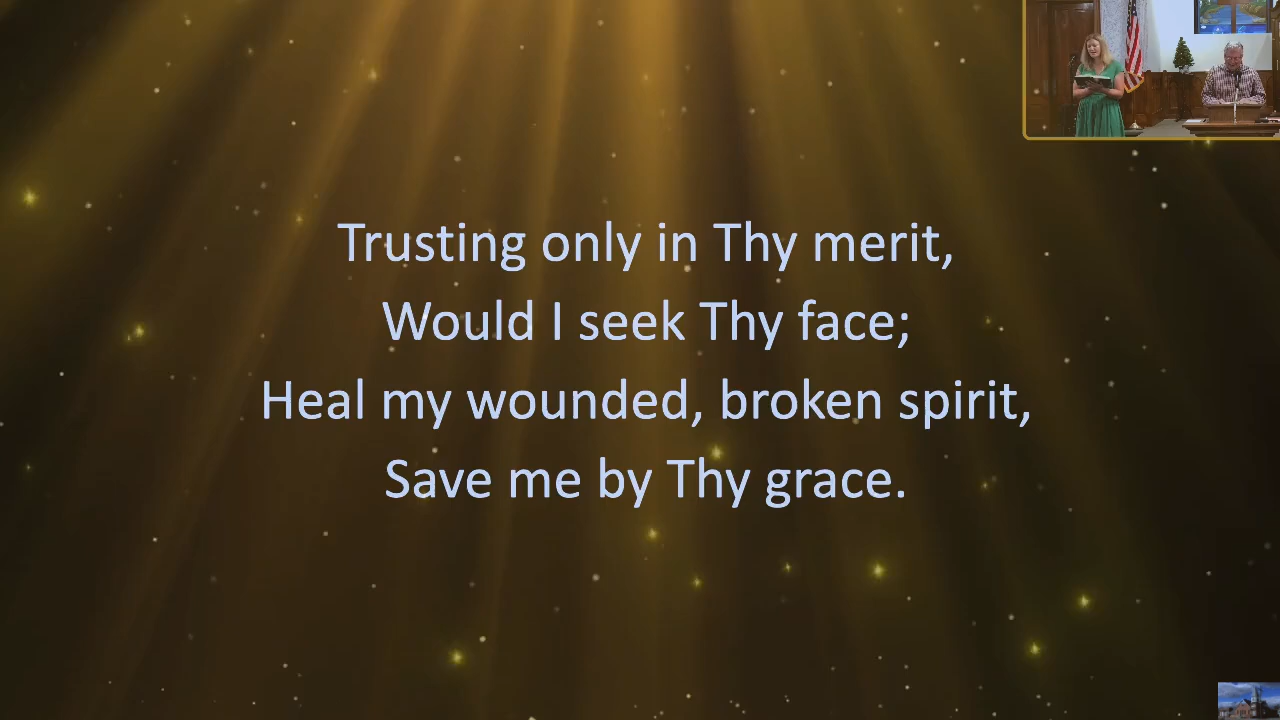 Trusting only in Thy merit,
Would I seek Thy face;
Heal my wounded, broken spirit,
Save me by Thy grace.